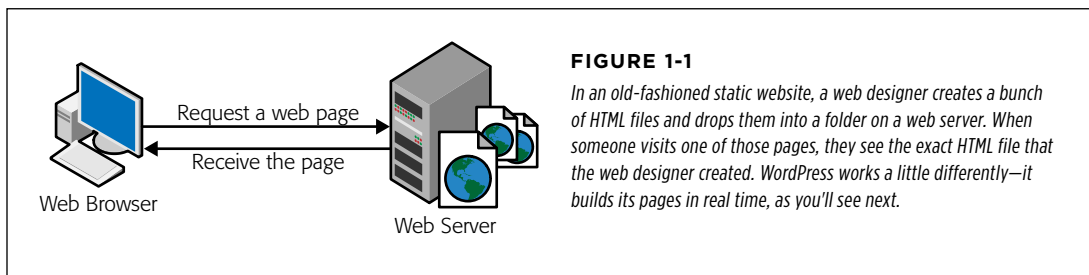 Request a web page
Receive the page
Web Browser
Web Server
FIGURE 1-1
In an old-fashioned static website, a web designer creates a bunch
of HTML files and drops them into a folder on a web server. When
someone visits one of those pages, they see the exact HTML file that
the web designer created. WordPress works a little differently—it
builds its pages in real time, as you'll see next.